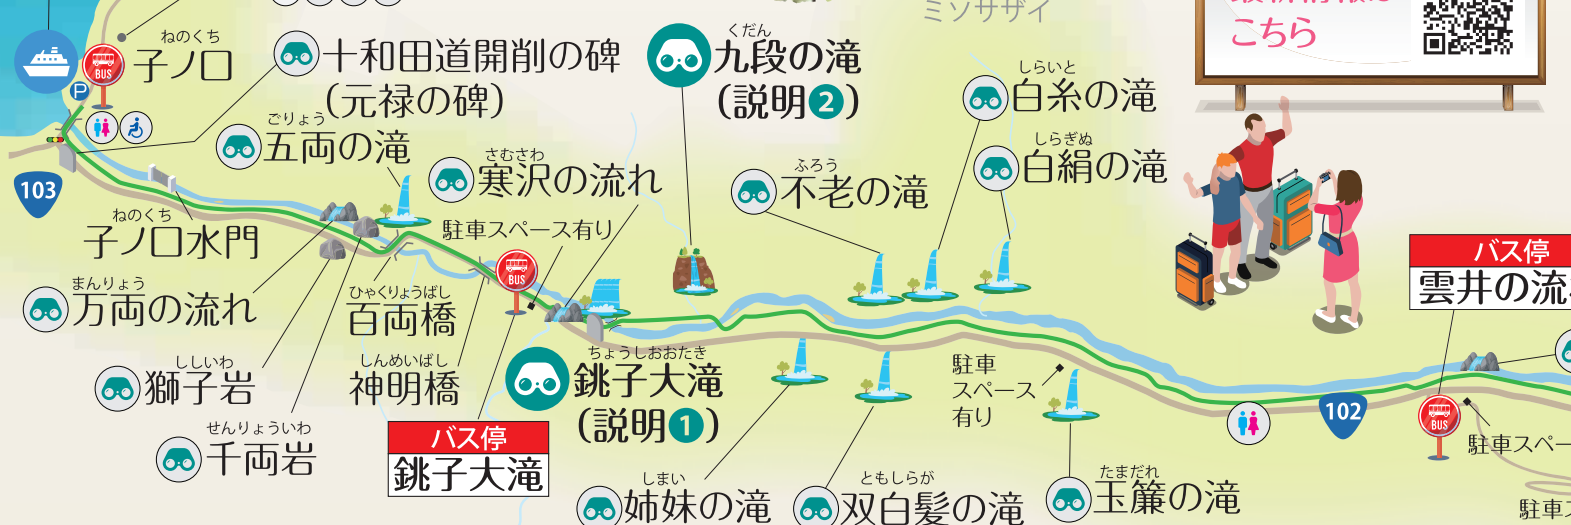 ミソサザイ
こちら
ねのくち
子ノ口
BUS
P
十和田道開削の碑
(元禄の碑)
くだん
九段の滝
(説明2)
しらいと
白糸の滝
ごりょう
五両の滝
さむさわ
寒沢の流れ
ふろう
不老の滝
しらぎぬ
白絹の滝
103
ねのくち
子ノ口水門
駐車スペース有り
BUS
バス停
雲井の流
まんりょう
万両の流れ
ひゃくりょうばし
百両橋
ししいわ
獅子岩
しんめいばし
神明橋
ちょうしおおたき
銚子大滝
(説明1)
駐車
スペース
有り
102
BUS
せんりょういわ
千両岩
バス停
銚子大滝
駐車スペー
しまい
姉妹の滝
ともしらが
双白髪の滝
たまだれ
玉簾の滝
駐車